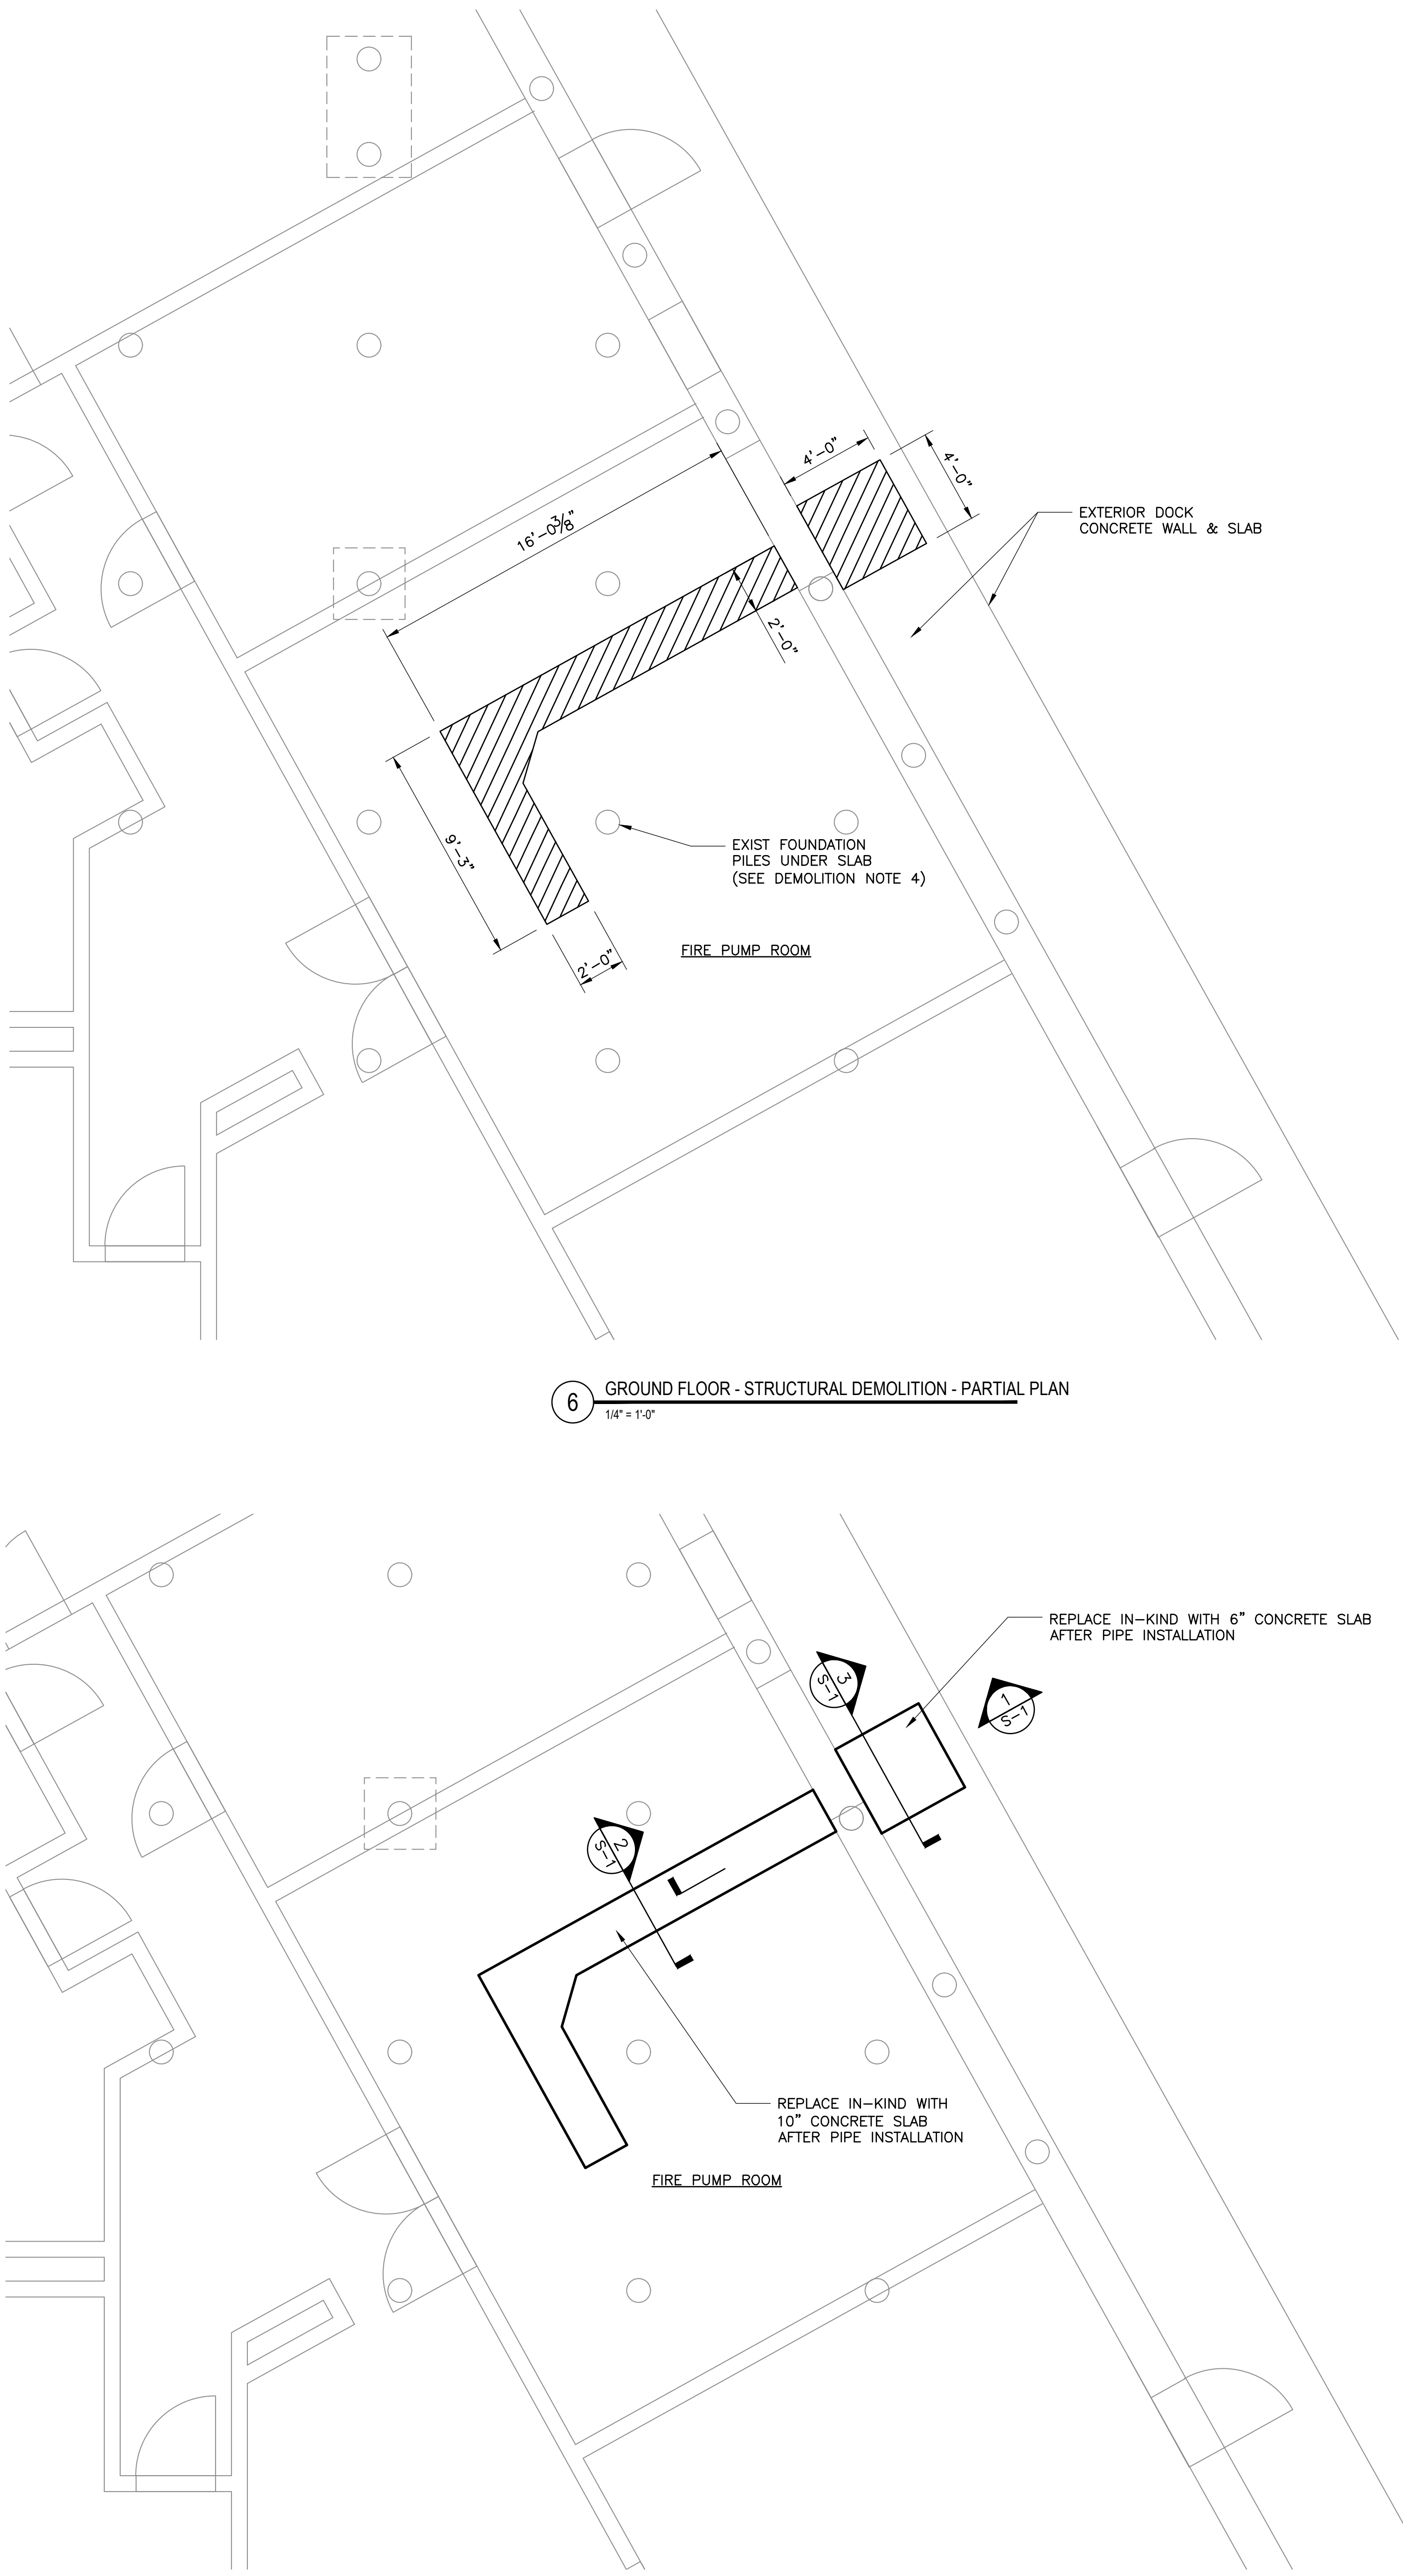 4'-0"
4'-0"
EXTERIOR DOCK
CONCRETE WALL & SLAB
16'-0 3/8"
2'-0"
9'-3"
EXIST FOUNDATION
PILES UNDER SLAB
(SEE DEMOLITION NOTE 4)
FIRE PUMP ROOM
2'-0"
6
GROUND FLOOR - STRUCTURAL DEMOLITION - PARTIAL PLAN
1/4" = 1'-0"
REPLACE IN-KIND WITH 6" CONCRETE SLAB
AFTER PIPE INSTALLATION
3
S-1
1
S-1
2
S-1
REPLACE IN-KIND WITH
10" CONCRETE SLAB
AFTER PIPE INSTALLATION
FIRE PUMP ROOM